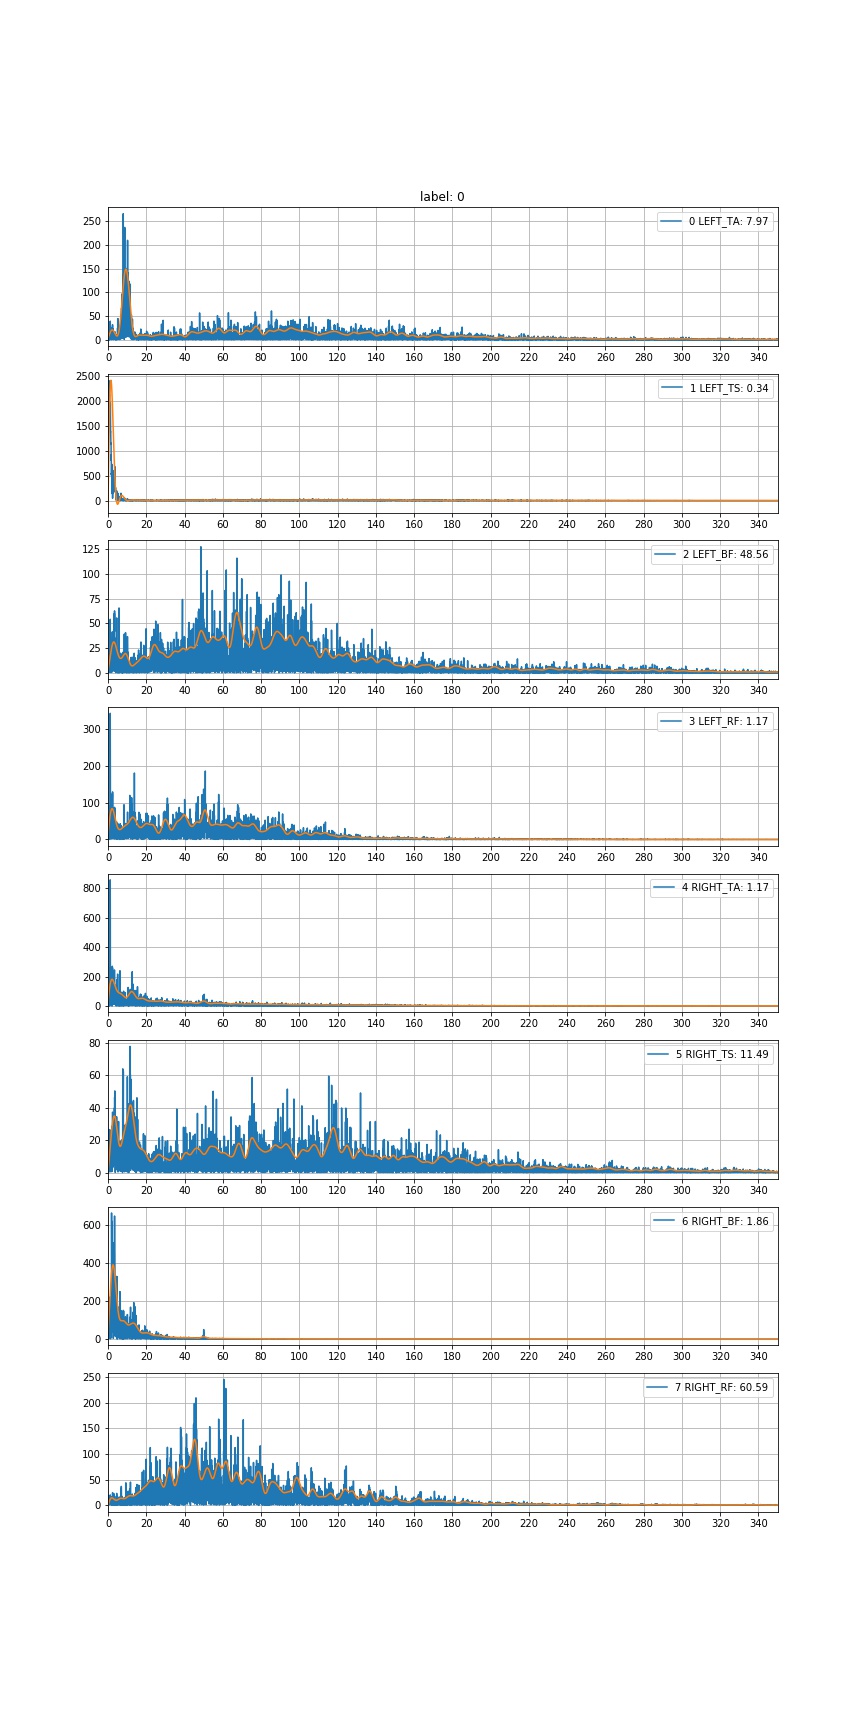 label: 0
250
200
150
100
50
0
0 LEFT_TA: 7.97
0 20 40 60 80 100 120 140 160 180 200 220 240 260 280 300 320 340
2500
2000
1500
1000
500
0
1 LEFT_TS: 0.34
0 20 40 60 80 100 120 140 160 180 200 220 240 260 280 300 320 340
125
100
75
50
25
0
2 LEFT_BF: 48.56
0 20 40 60 80 100 120 140 160 180 200 220 240 260 280 300 320 340
300
200
100
0
3 LEFT_RF: 1.17
0 20 40 60 80 100 120 140 160 180 200 220 240 260 280 300 320 340
800
600
400
200
0
4 RIGHT_TA: 1.17
0 20 40 60 80 100 120 140 160 180 200 220 240 260 280 300 320 340
80
60
40
20
0
5 RIGHT_TS: 11.49
0 20 40 60 80 100 120 140 160 180 200 220 240 260 280 300 320 340
600
400
200
0
6 RIGHT_BF: 1.86
0 20 40 60 80 100 120 140 160 180 200 220 240 260 280 300 320 340
250
200
150
100
50
0
7 RIGHT_RF: 60.59
0 20 40 60 80 100 120 140 160 180 200 220 240 260 280 300 320 340